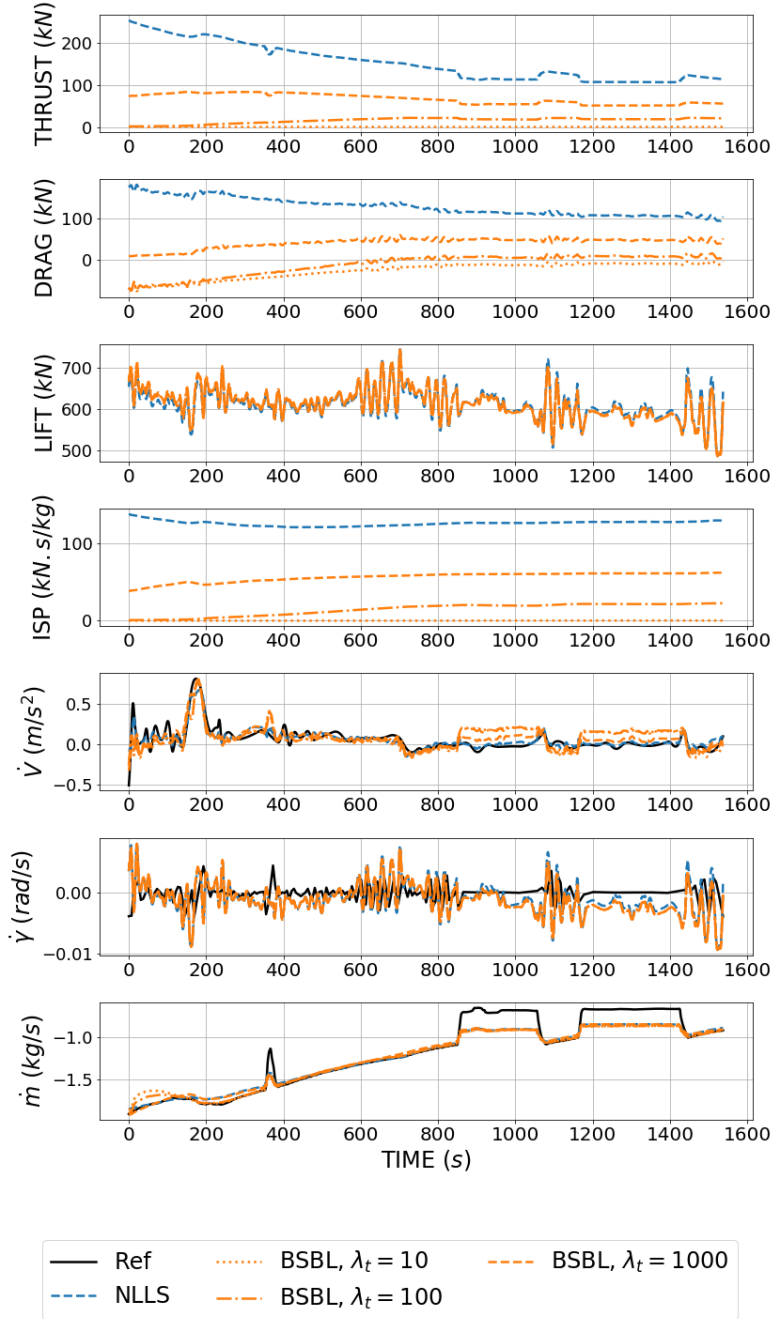 THRUST (kN)
200
100
0
0 200 400 600 800 1000 1200 1400 1600
DRAG (kN)
100
0
0 200 400 600 800 1000 1200 1400 1600
LIFT (kN)
700
600
500
0 200 400 600 800 1000 1200 1400 1600
ISP (kN.s/kg)
100
0
0 200 400 600 800 1000 1200 1400 1600
V̇ (m/s²)
0.5
0.0
−0.5
0 200 400 600 800 1000 1200 1400 1600
γ̇ (rad/s)
0.00
−0.01
0 200 400 600 800 1000 1200 1400 1600
ṁ (kg/s)
−1.0
−1.5
0 200 400 600 800 1000 1200 1400 1600
TIME (s)
Ref
NLLS
BSBL, λₜ = 10
BSBL, λₜ = 100
BSBL, λₜ = 1000